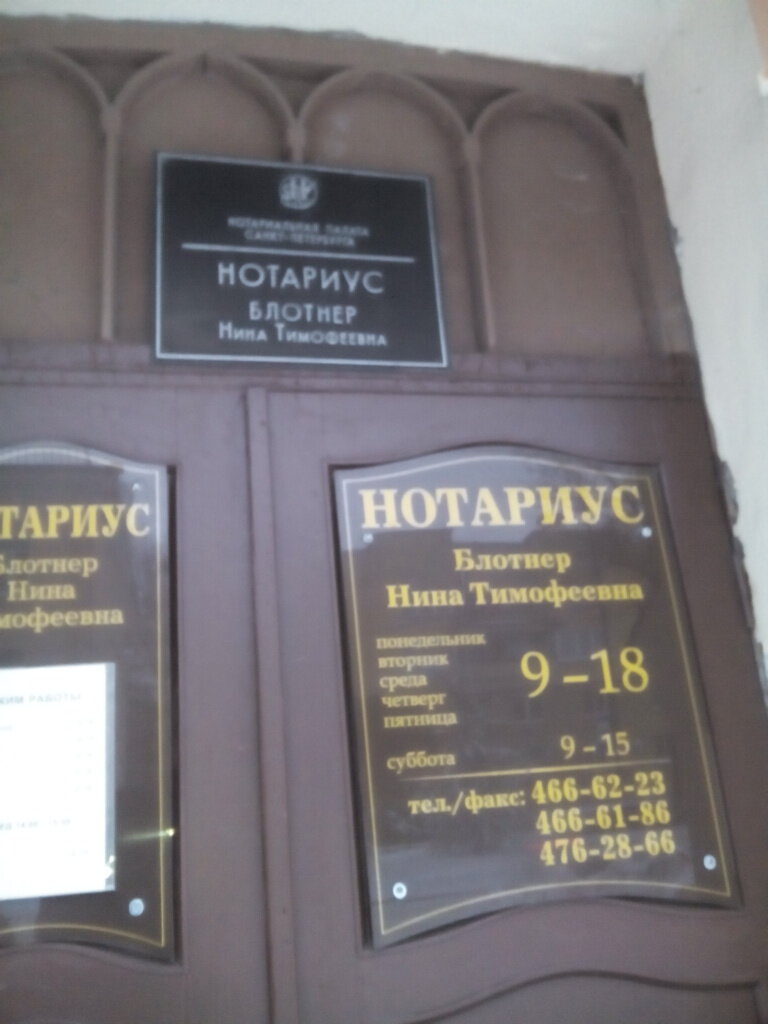 НОТАРИАЛЬНАЯ ПАЛАТА
САНКТ-ПЕТЕРБУРГА
НОТАРИУС
БЛОТНЕР
НИНА ТИМОФЕЕВНА
ТАРИУС
Блотнер
Нина
мофеевна
РАБОТЫ
НОТАРИУС
Блотнер
Нина Тимофеевна
понедельник
вторник
среда
четверг
пятница
9-18
суббота 9-15
тел./факс: 466-62-23
466-61-86
476-28-66